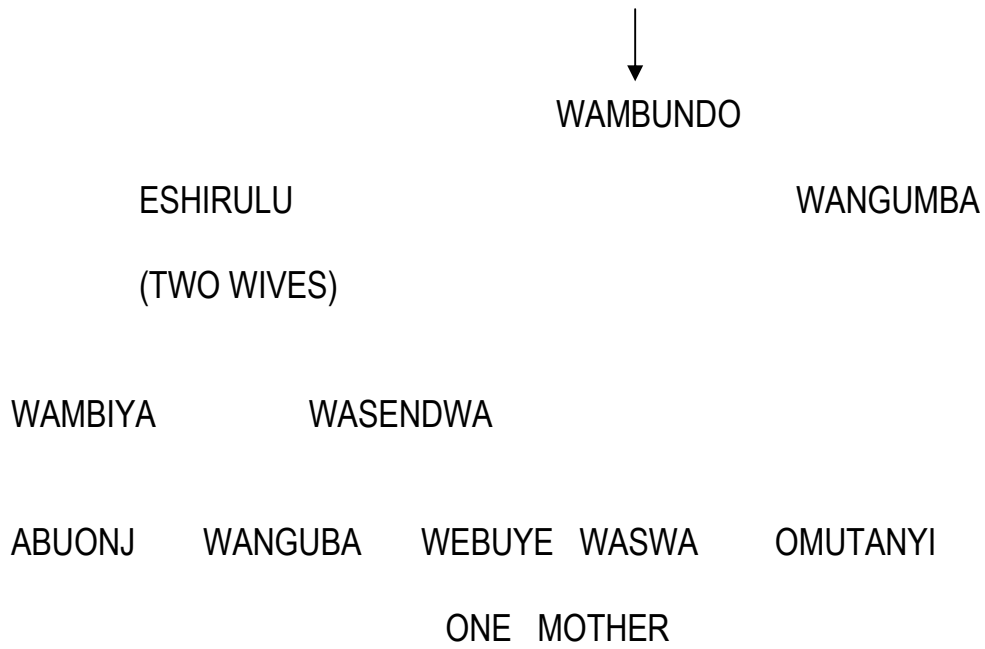 WAMBUNDO
ESHIRULU WANGUMBA
(TWO WIVES)
WAMBIYA WASENDWA
ABUONJ WANGUBA WEBUYE WASWA OMUTANYI
ONE MOTHER